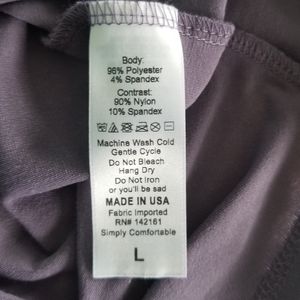 Body:
96% Polyester
4% Spandex
Contrast:
90% Nylon
10% Spandex
Machine Wash Cold
Gentle Cycle
Do Not Bleach
Hang Dry
Do Not Iron
or you'll be sad
MADE IN USA
Fabric Imported
RN# 142161
Simply Comfortable
L